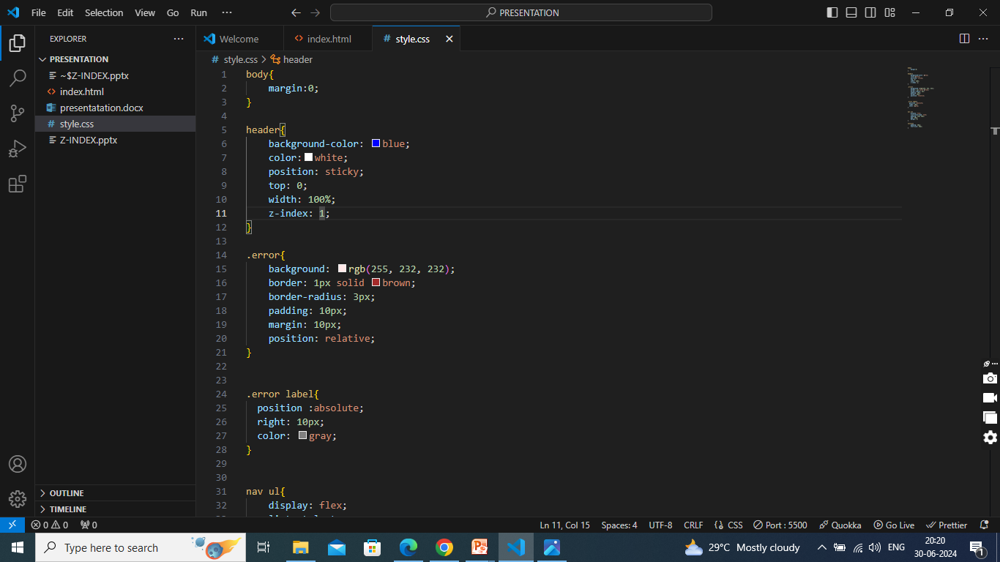 File Edit Selection View Go Run ··· PRESENTATION
EXPLORER ···
Welcome <> index.html # style.css ···
PRESENTATION
~$Z-INDEX.pptx
<> index.html
presentatation.docx
# style.css
Z-INDEX.pptx
OUTLINE
TIMELINE
# style.css > header
1 body{
2 margin:0;
3 }
4
5 header{
6 background-color: blue;
7 color: white;
8 position: sticky;
9 top: 0;
10 width: 100%;
11 z-index: 1;
12 }
13
14 .error{
15 background: rgb(255, 232, 232);
16 border: 1px solid brown;
17 border-radius: 3px;
18 padding: 10px;
19 margin: 10px;
20 position: relative;
21 }
22
23
24 .error label{
25 position :absolute;
26 right: 10px;
27 color: gray;
28 }
29
30
31 nav ul{
32 display: flex;
0 0 0 Ln 11, Col 15 Spaces: 4 UTF-8 CRLF {} CSS Port : 5500 Quokka Go Live Prettier
Type here to search 29°C Mostly cloudy ENG 20:20
30-06-2024 1